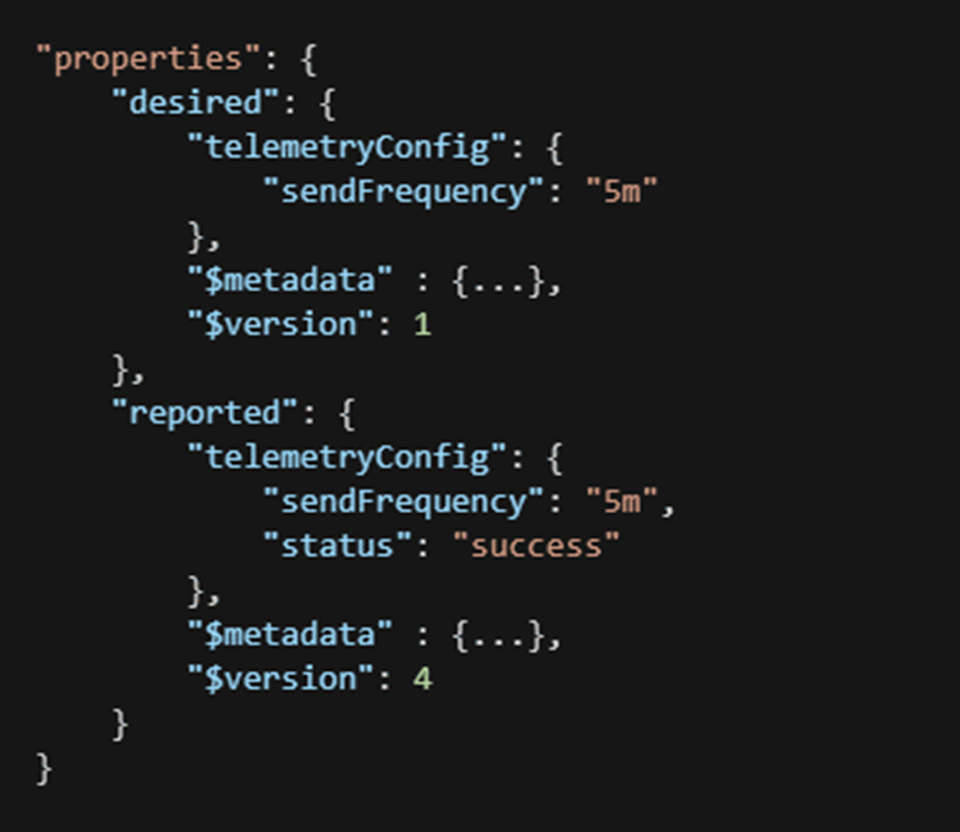 "properties": {
    "desired": {
        "telemetryConfig": {
            "sendFrequency": "5m"
        },
        "$metadata" : {...},
        "$version": 1
    },
    "reported": {
        "telemetryConfig": {
            "sendFrequency": "5m",
            "status": "success"
        },
        "$metadata" : {...},
        "$version": 4
    }
}